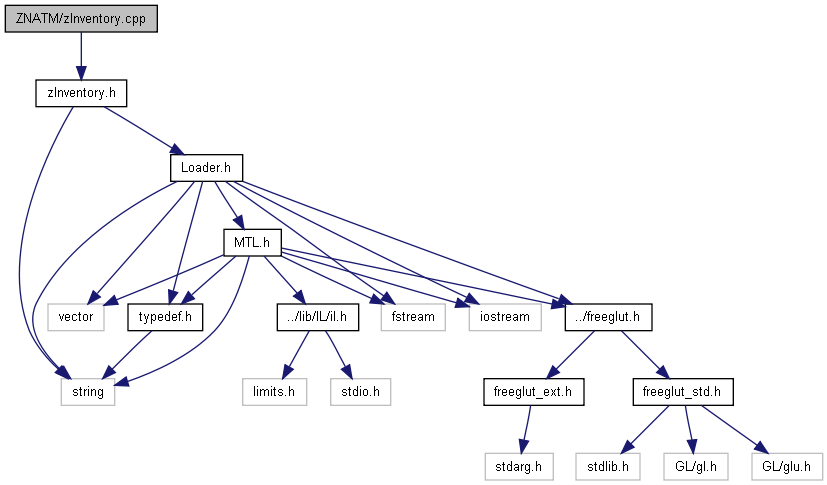 ZNATM/zInventory.cpp
zInventory.h
Loader.h
MTL.h
vector
typedef.h
../lib/IL/il.h
fstream
iostream
../freeglut.h
string
limits.h
stdio.h
freeglut_ext.h
freeglut_std.h
stdarg.h
stdlib.h
GL/gl.h
GL/glu.h